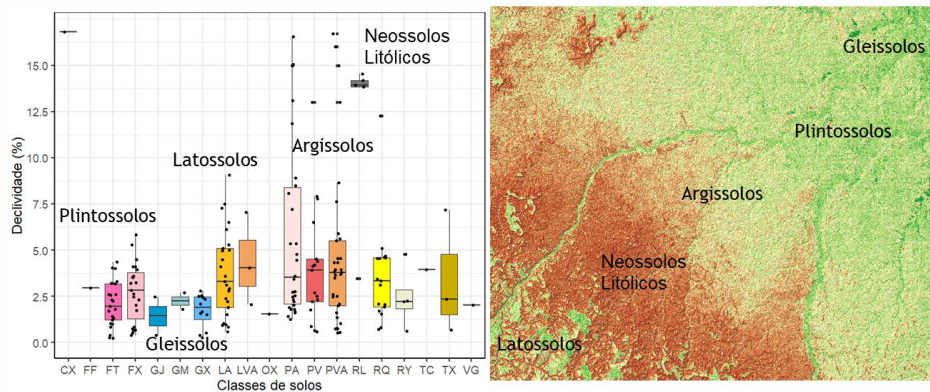 Neossolos
Litólicos
Latossolos
Argissolos
Plintossolos
Gleissolos
Declividade (%)
15.0
12.5
10.0
7.5
5.0
2.5
0.0
CX FF FT FX GJ GM GX LA LVA OX PA PV PVA RL RQ RY TC TX VG
Classes de solos
Gleissolos
Plintossolos
Argissolos
Neossolos
Litólicos
Latossolos